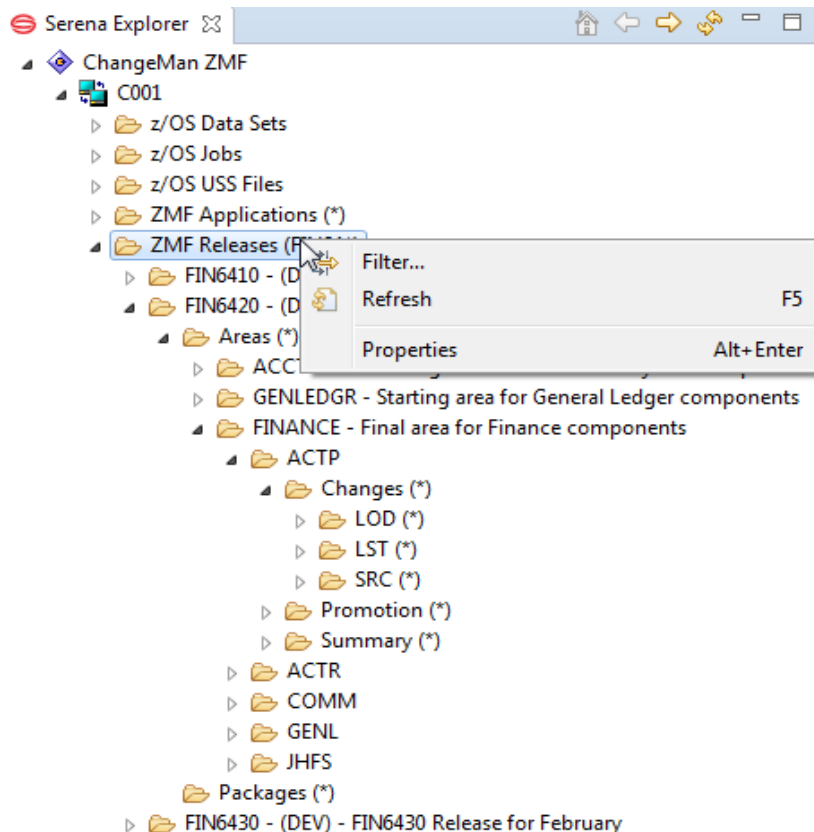 Serena Explorer
ChangeMan ZMF
C001
z/OS Data Sets
z/OS Jobs
z/OS USS Files
ZMF Applications (*)
ZMF Releases (
Filter...
FIN6410 - (D
Refresh F5
FIN6420 - (D
Areas (*)
Properties Alt+Enter
ACCT
GENLEDGR - Starting area for General Ledger components
FINANCE - Final area for Finance components
ACTP
Changes (*)
LOD (*)
LST (*)
SRC (*)
Promotion (*)
Summary (*)
ACTR
COMM
GENL
JHFS
Packages (*)
FIN6430 - (DEV) - FIN6430 Release for February